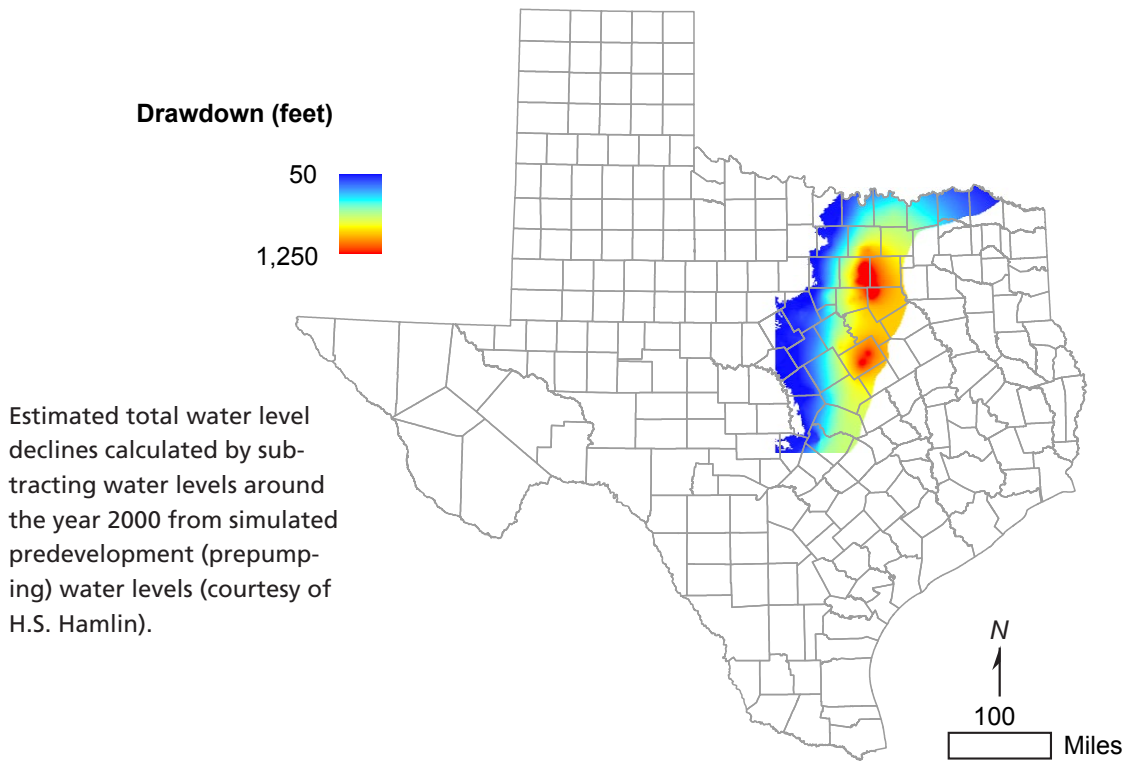 Drawdown (feet)
50
1,250
Estimated total water level
declines calculated by sub-
tracting water levels around
the year 2000 from simulated
predevelopment (prepump-
ing) water levels (courtesy of
H.S. Hamlin).
N
100
Miles